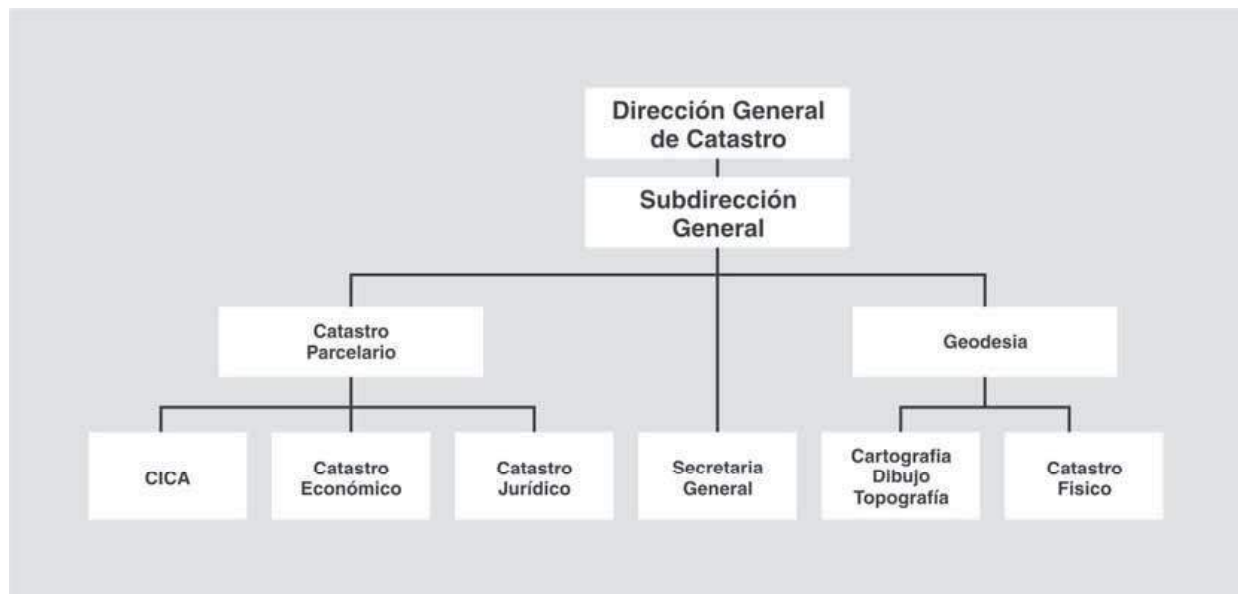 Dirección General
de Catastro
Subdirección
General
Catastro
Parcelario
Geodesia
CICA
Catastro
Económico
Catastro
Jurídico
Secretaria
General
Cartografia
Dibujo
Topografía
Catastro
Fisico